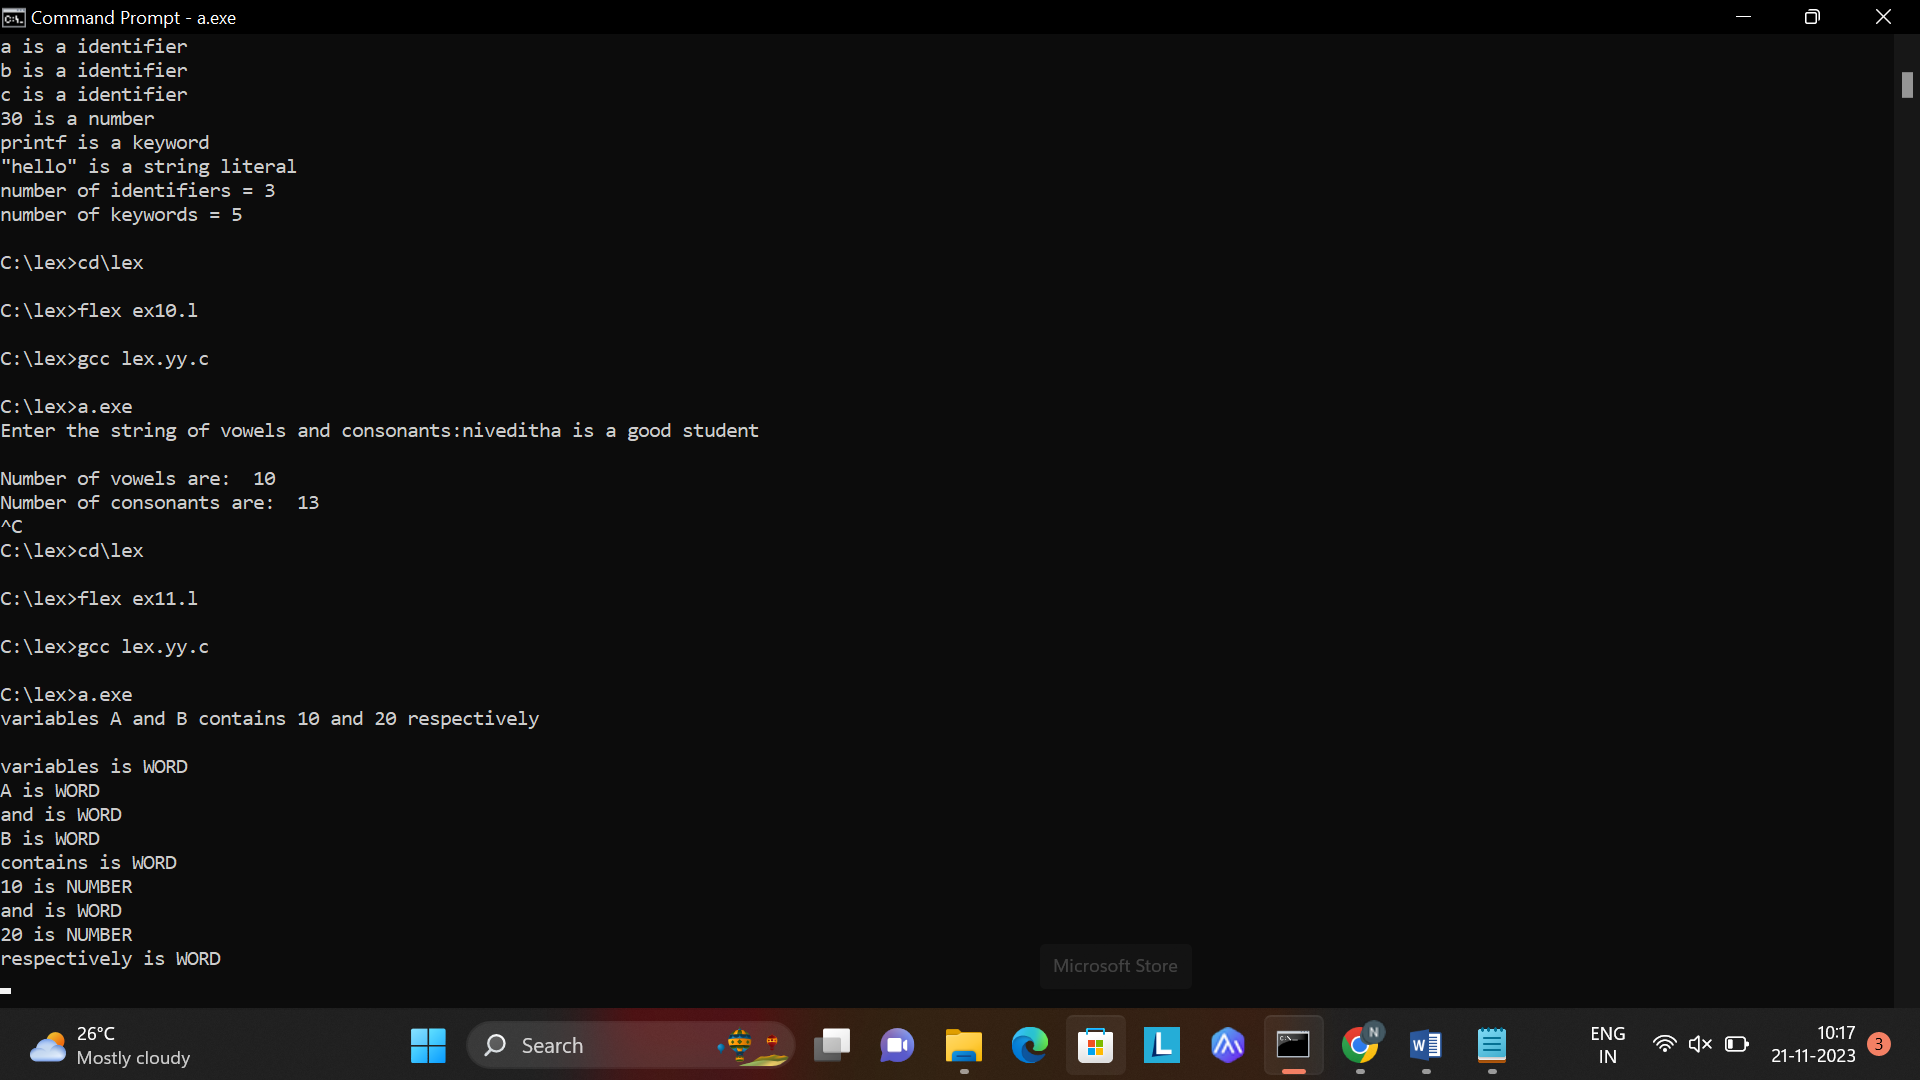 Command Prompt - a.exe
a is a identifier
b is a identifier
c is a identifier
30 is a number
printf is a keyword
"hello" is a string literal
number of identifiers = 3
number of keywords = 5
C:\lex>cd\lex
C:\lex>flex ex10.l
C:\lex>gcc lex.yy.c
C:\lex>a.exe
Enter the string of vowels and consonants:niveditha is a good student
Number of vowels are:  10
Number of consonants are:  13
^C
C:\lex>cd\lex
C:\lex>flex ex11.l
C:\lex>gcc lex.yy.c
C:\lex>a.exe
variables A and B contains 10 and 20 respectively
variables is WORD
A is WORD
and is WORD
B is WORD
contains is WORD
10 is NUMBER
and is WORD
20 is NUMBER
respectively is WORD
Microsoft Store
26°C
Mostly cloudy
Search
L
N
W
ENG
IN
10:17
21-11-2023
3